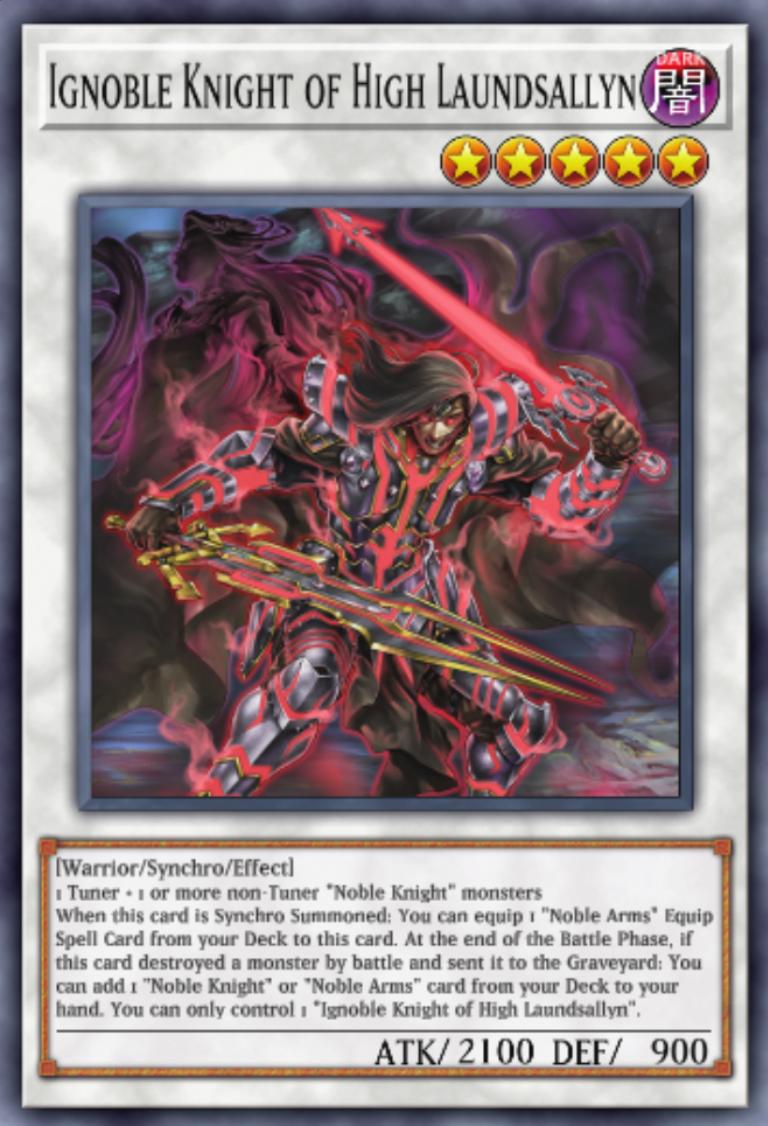 Ignoble Knight of High Laundsallyn
DARK
闇
[Warrior/Synchro/Effect]
1 Tuner + 1 or more non-Tuner "Noble Knight" monsters
When this card is Synchro Summoned: You can equip 1 "Noble Arms" Equip
Spell Card from your Deck to this card. At the end of the Battle Phase, if
this card destroyed a monster by battle and sent it to the Graveyard: You
can add 1 "Noble Knight" or "Noble Arms" card from your Deck to your
hand. You can only control 1 "Ignoble Knight of High Laundsallyn".
ATK/ 2100 DEF/ 900